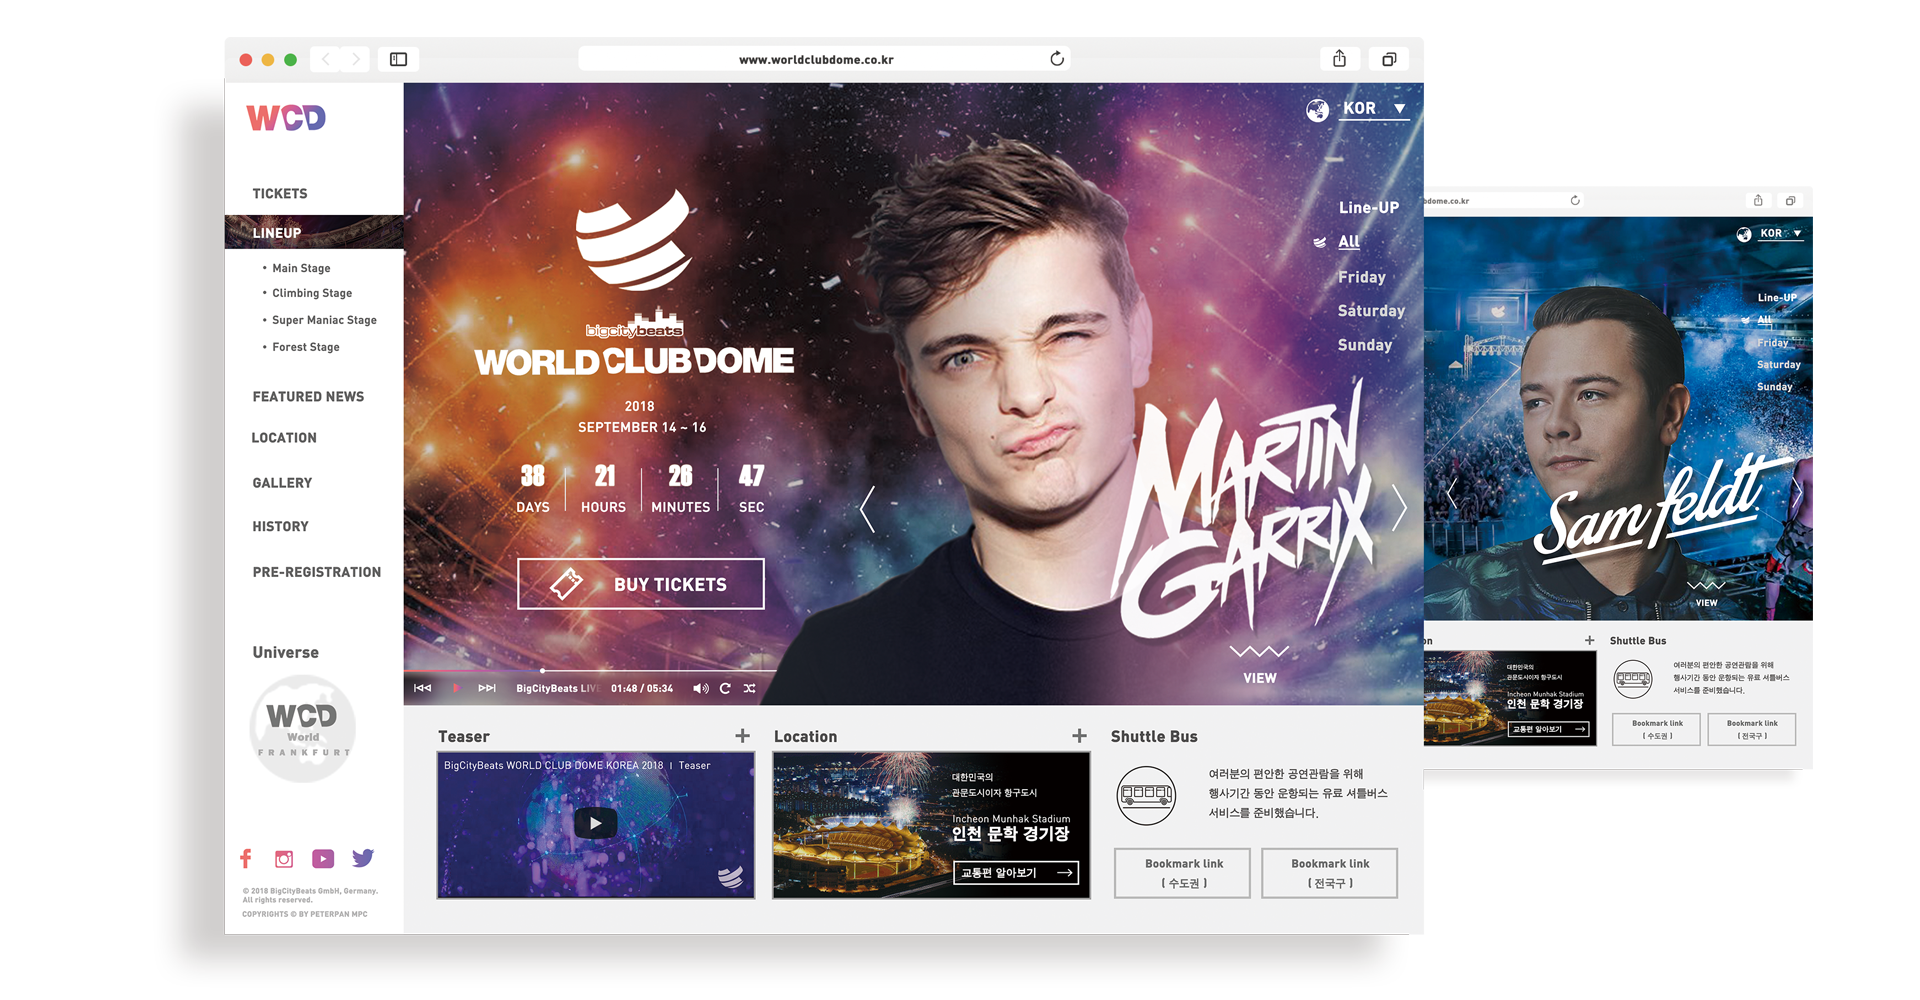 www.worldclubdome.co.kr
WCD
TICKETS
LINEUP
• Main Stage
• Climbing Stage
• Super Maniac Stage
• Forest Stage
FEATURED NEWS
LOCATION
GALLERY
HISTORY
PRE-REGISTRATION
Universe
WCD
World
FRANKFURT
© 2018 BigCityBeats GmbH, Germany.
All rights reserved.
COPYRIGHTS © BY PETERPAN MPC
KOR
Line-UP
All
Friday
Saturday
Sunday
bigcitybeats
WORLD CLUB DOME
2018
SEPTEMBER 14 ~ 16
38 21 26 47
DAYS HOURS MINUTES SEC
BUY TICKETS
MARTIN
GARRIX
VIEW
BigCityBeats LIVE 01:48 / 05:34
Teaser
BigCityBeats WORLD CLUB DOME KOREA 2018 | Teaser
Location
대한민국의
관문도시이자 항구도시
Incheon Munhak Stadium
인천 문학 경기장
교통편 알아보기
Shuttle Bus
여러분의 편안한 공연관람을 위해
행사기간 동안 운항되는 유료 셔틀버스
서비스를 준비했습니다.
Bookmark link
( 수도권 )
Bookmark link
( 전국구 )
dome.co.kr
KOR
Line-UP
All
Friday
Saturday
Sunday
Sam feldt.
VIEW
on
대한민국의
관문도시이자 항구도시
Incheon Munhak Stadium
인천 문학 경기장
교통편 알아보기
Shuttle Bus
여러분의 편안한 공연관람을 위해
행사기간 동안 운항되는 유료 셔틀버스
서비스를 준비했습니다.
Bookmark link
( 수도권 )
Bookmark link
( 전국구 )